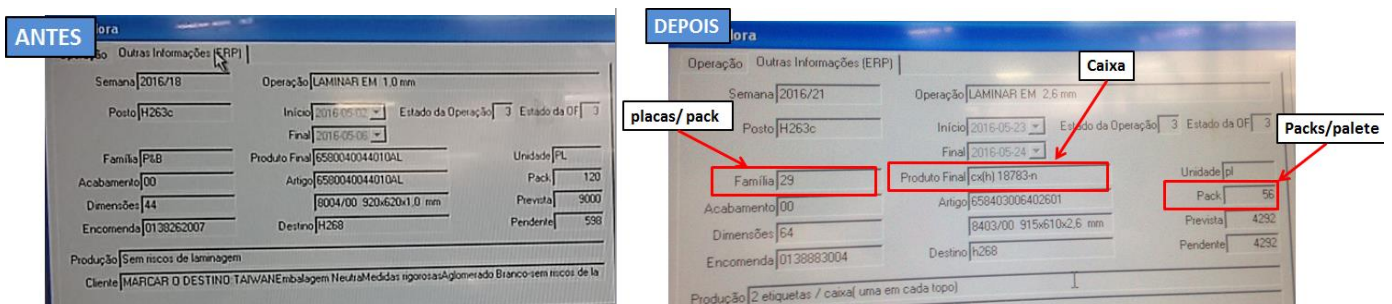 ANTES
lora
Operação Outras Informações (ERP)
Semana 2016/18 Operação LAMINAR EM 1,0 mm
Posto H263c Início 2016-05-02 Estado da Operação 3 Estado da OF 3
Final 2016-05-06
Família P&B Produto Final 6580040044010AL Unidade PL
Acabamento 00 Artigo 6580040044010AL Pack 120
Dimensões 44 8004/00 920x620x1,0 mm Prevista 9000
Encomenda 0138262007 Destino H268 Pendente 598
Produção Sem riscos de laminagem
Cliente MARCAR O DESTINO:TAIWANEmbalagem NeutraMedidas rigorosasAglomerado Branco-sem riscos de la
DEPOIS
lora
Operação Outras Informações (ERP)
Caixa
Semana 2016/21 Operação LAMINAR EM 2,6 mm
placas/ pack
Posto H263c Início 2016-05-23 Estado da Operação 3 Estado da OF 3
Packs/palete
Final 2016-05-24
Família 29 Produto Final cx(h) 18783-n Unidade pl
Acabamento 00 Artigo 658403006402601 Pack 56
Dimensões 64 8403/00 915x610x2,6 mm Prevista 4292
Encomenda 0138883004 Destino h268 Pendente 4292
Produção 2 etiquetas / caixa( uma em cada topo)